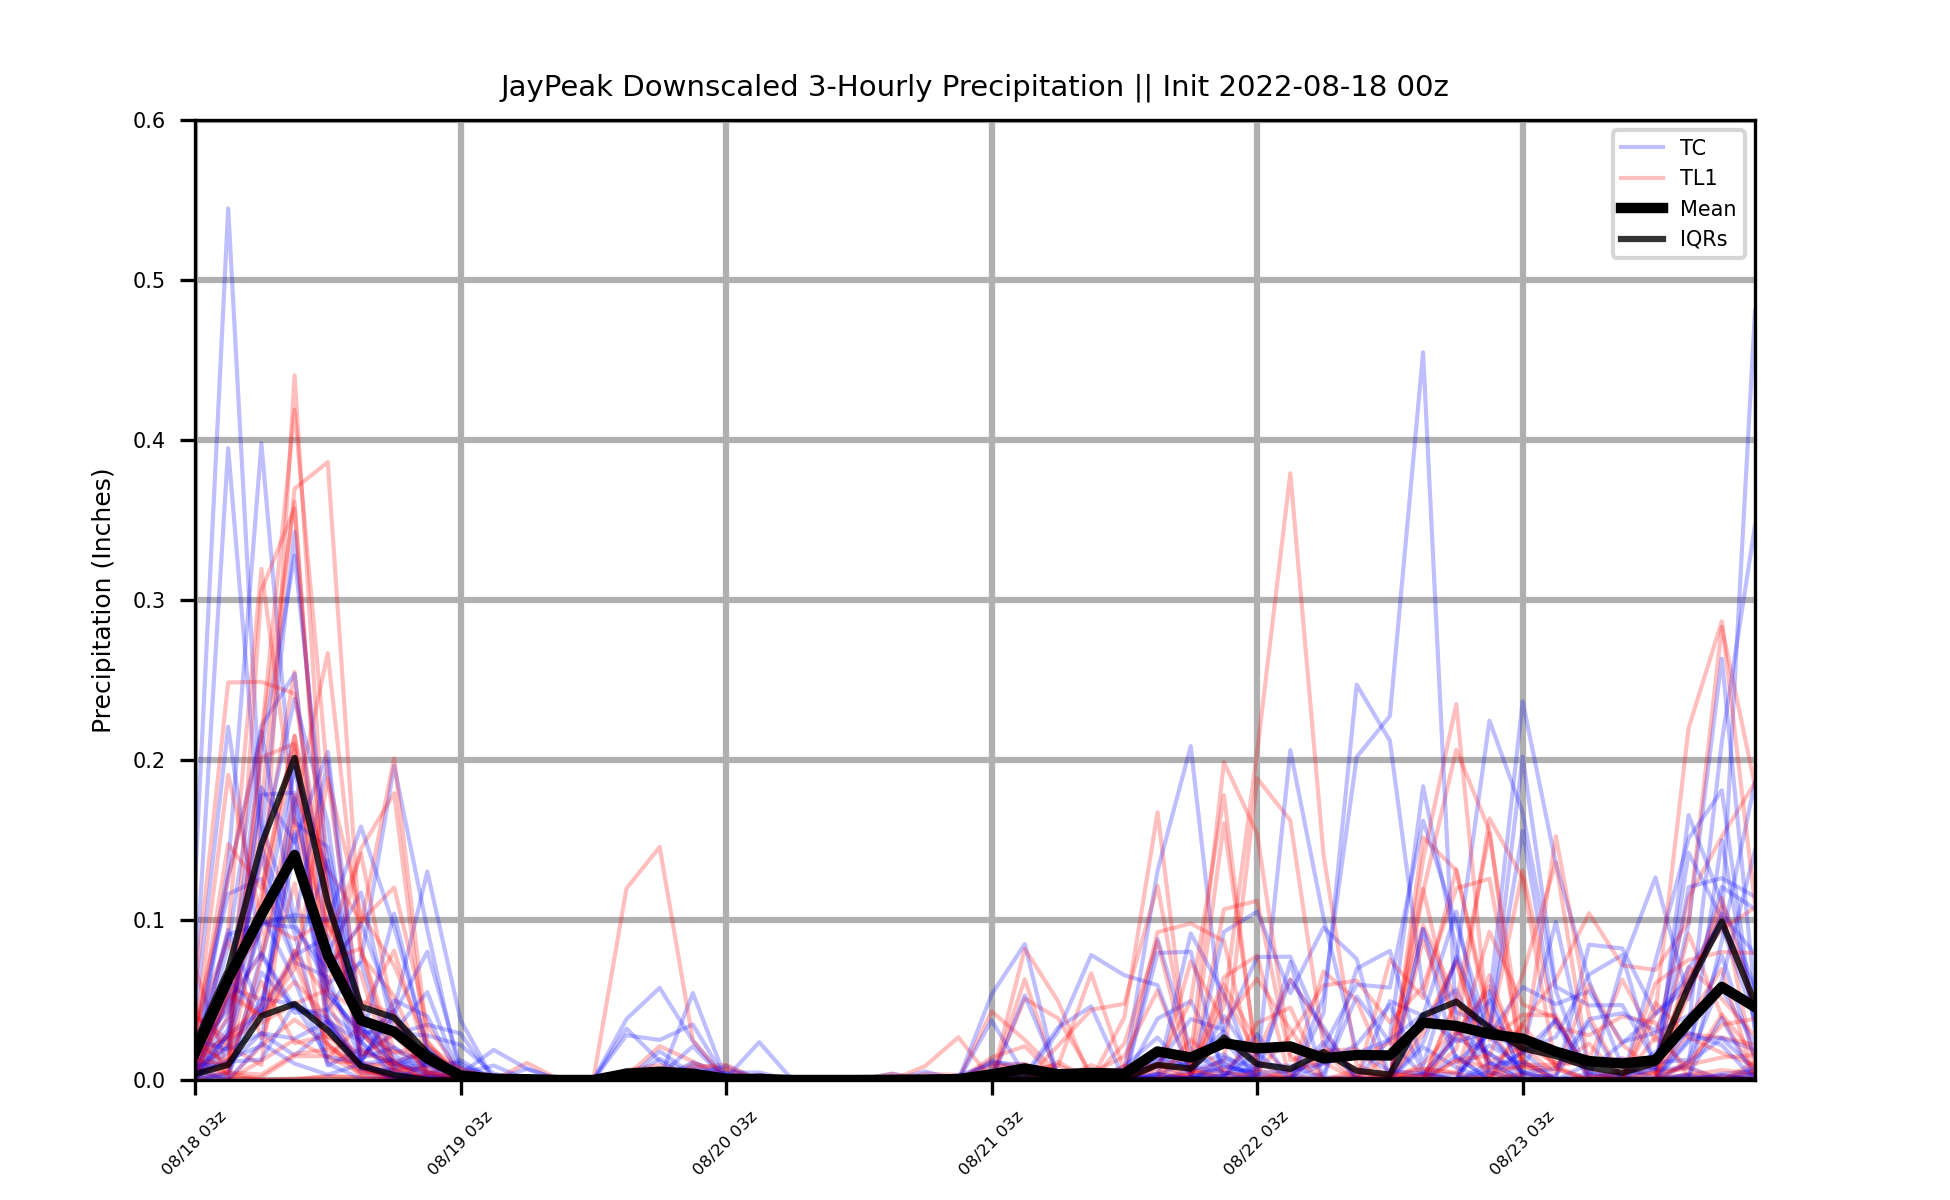 JayPeak Downscaled 3-Hourly Precipitation || Init 2022-08-18 00z
TC
TL1
Mean
IQRs
Precipitation (Inches)
0.6
0.5
0.4
0.3
0.2
0.1
0.0
08/18 03z
08/19 03z
08/20 03z
08/21 03z
08/22 03z
08/23 03z